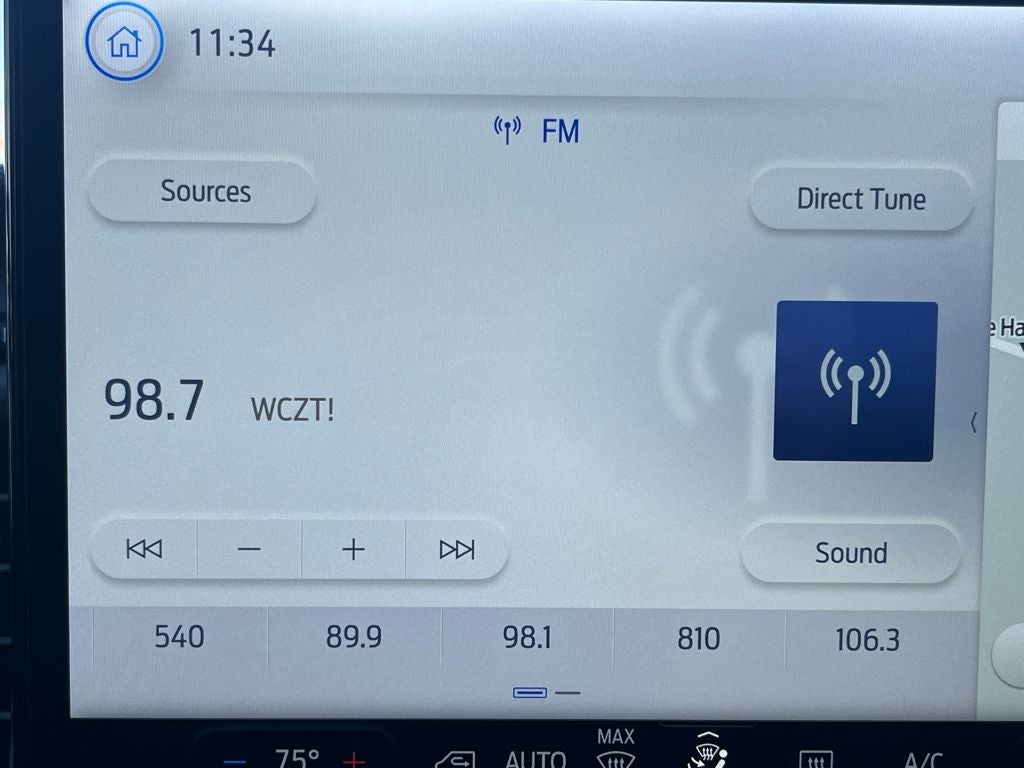 11:34
FM
Sources
Direct Tune
e Ha
98.7 WCZT!
Sound
540 89.9 98.1 810 106.3
MAX
75° AUTO A/C